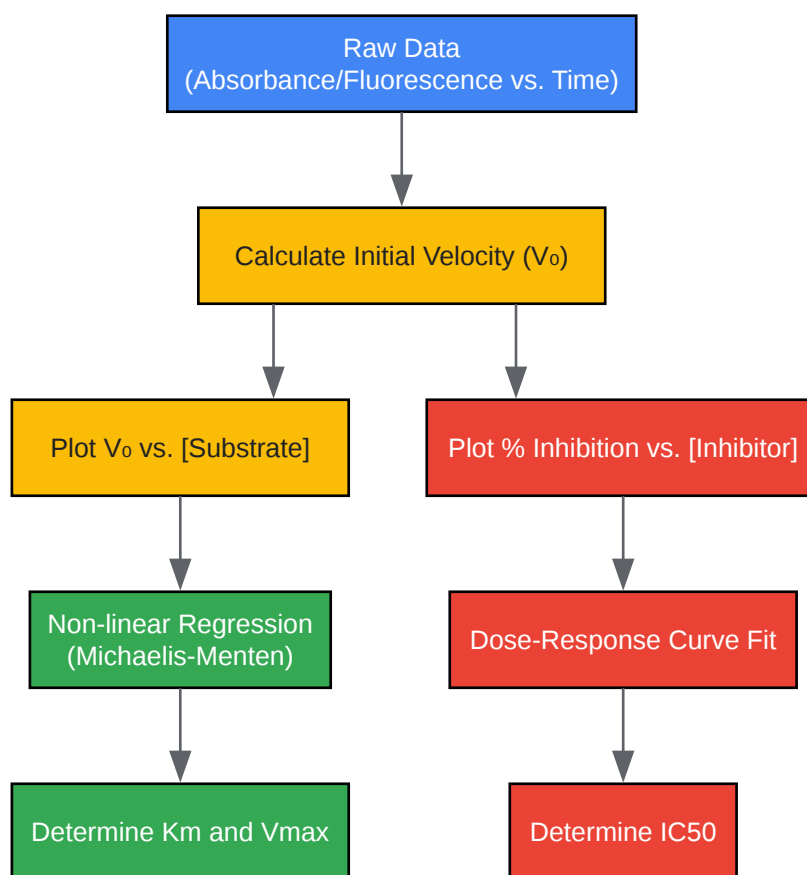 Raw Data
(Absorbance/Fluorescence vs. Time)
Calculate Initial Velocity (V₀)
Plot V₀ vs. [Substrate]
Plot % Inhibition vs. [Inhibitor]
Non-linear Regression
(Michaelis-Menten)
Dose-Response Curve Fit
Determine Km and Vmax
Determine IC50